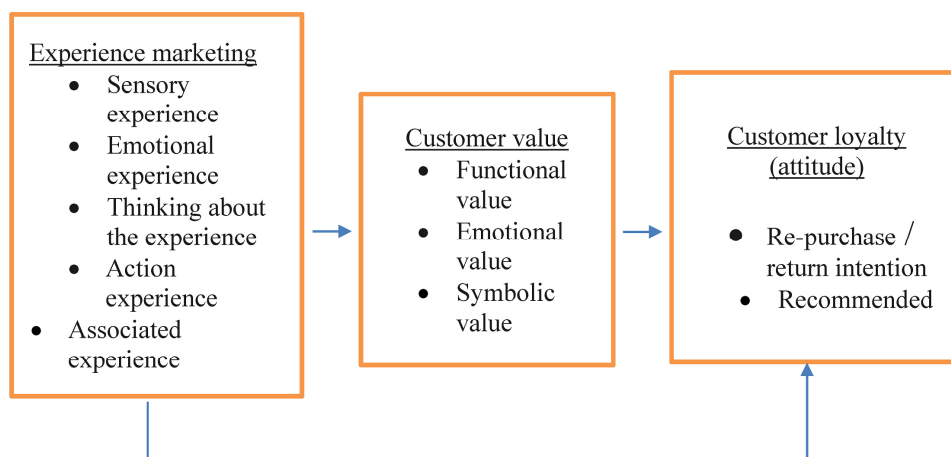 Experience marketing
● Sensory
experience
● Emotional
experience
● Thinking about
the experience
● Action
experience
● Associated
experience
Customer value
● Functional
value
● Emotional
value
● Symbolic
value
Customer loyalty
(attitude)
● Re-purchase /
return intention
● Recommended